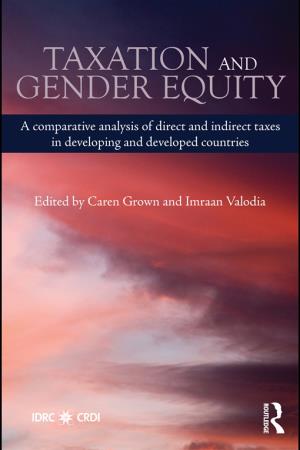 TAXATION AND
GENDER EQUITY
A comparative analysis of direct and indirect taxes
in developing and developed countries
Edited by Caren Grown and Imraan Valodia
IDRC CRDI
R
ROUTLEDGE